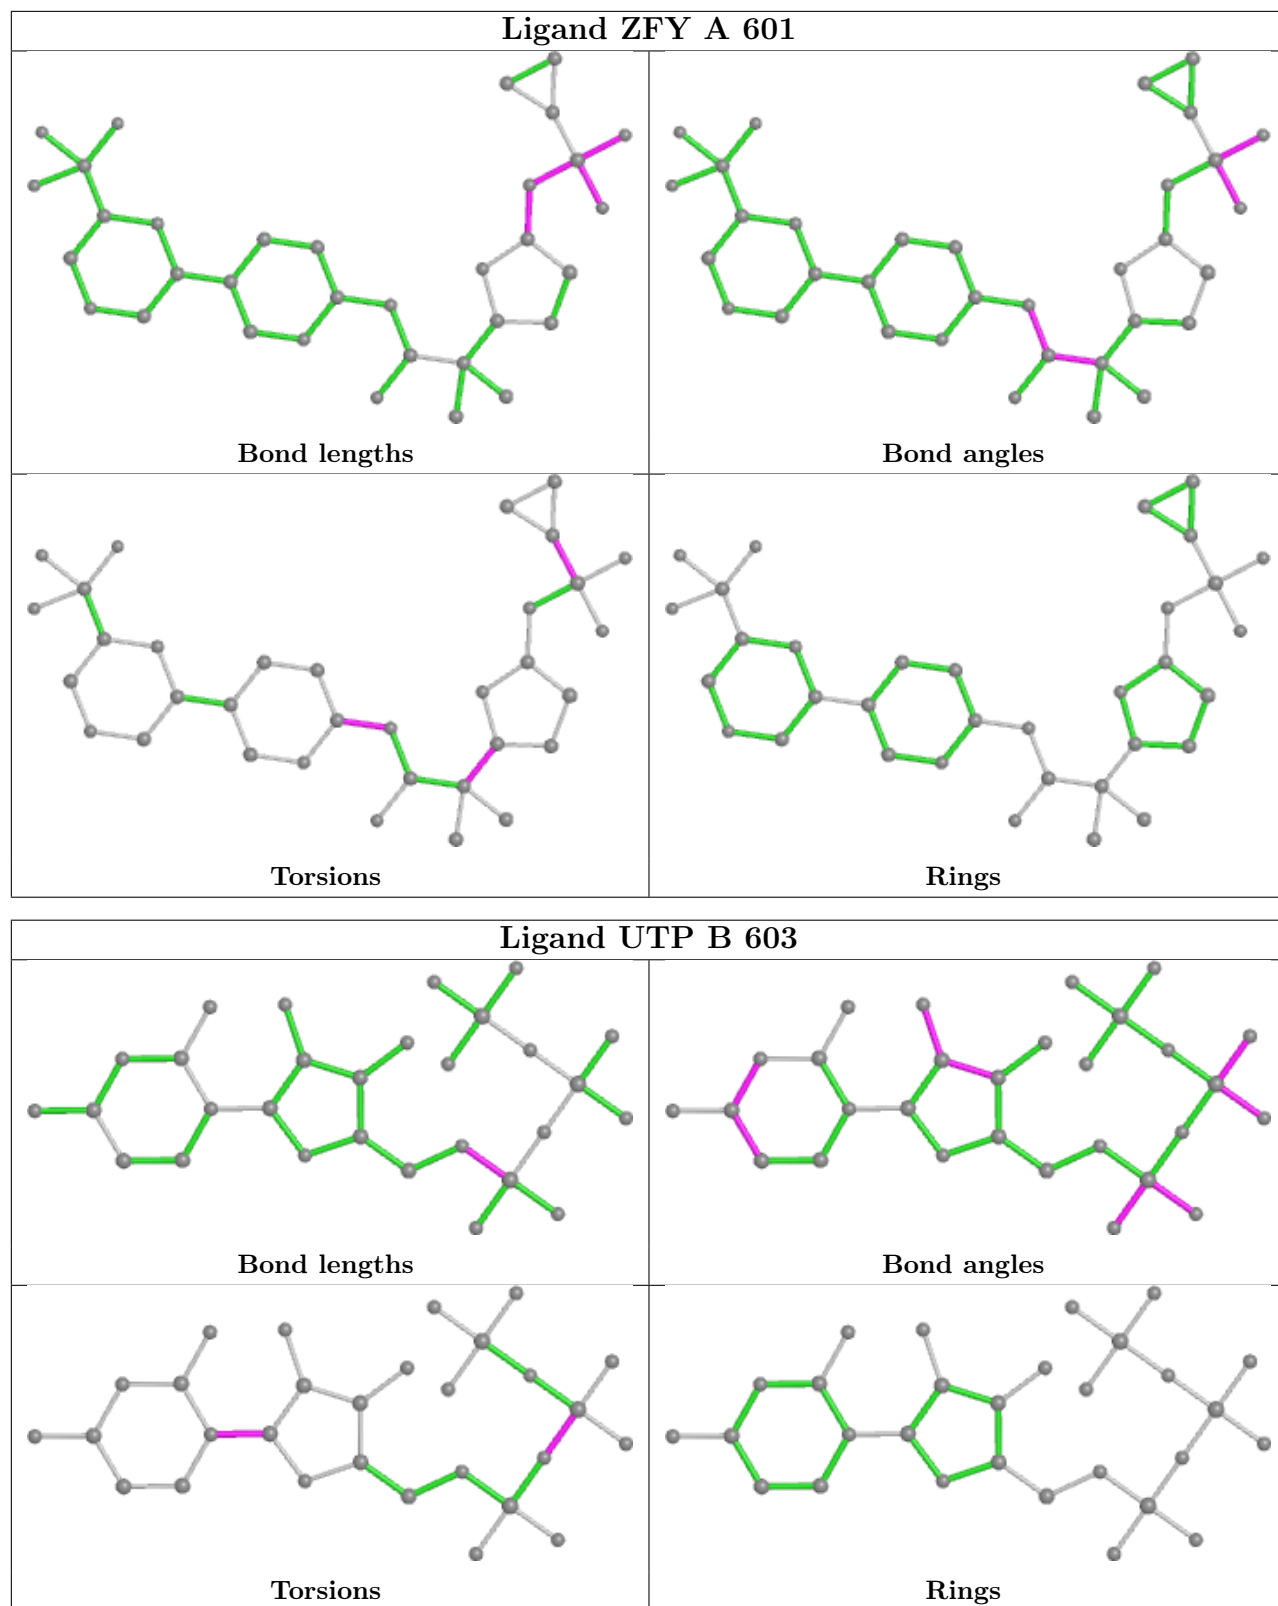 Ligand ZFY A 601
Bond lengths
Bond angles
Torsions
Rings
Ligand UTP B 603
Bond lengths
Bond angles
Torsions
Rings